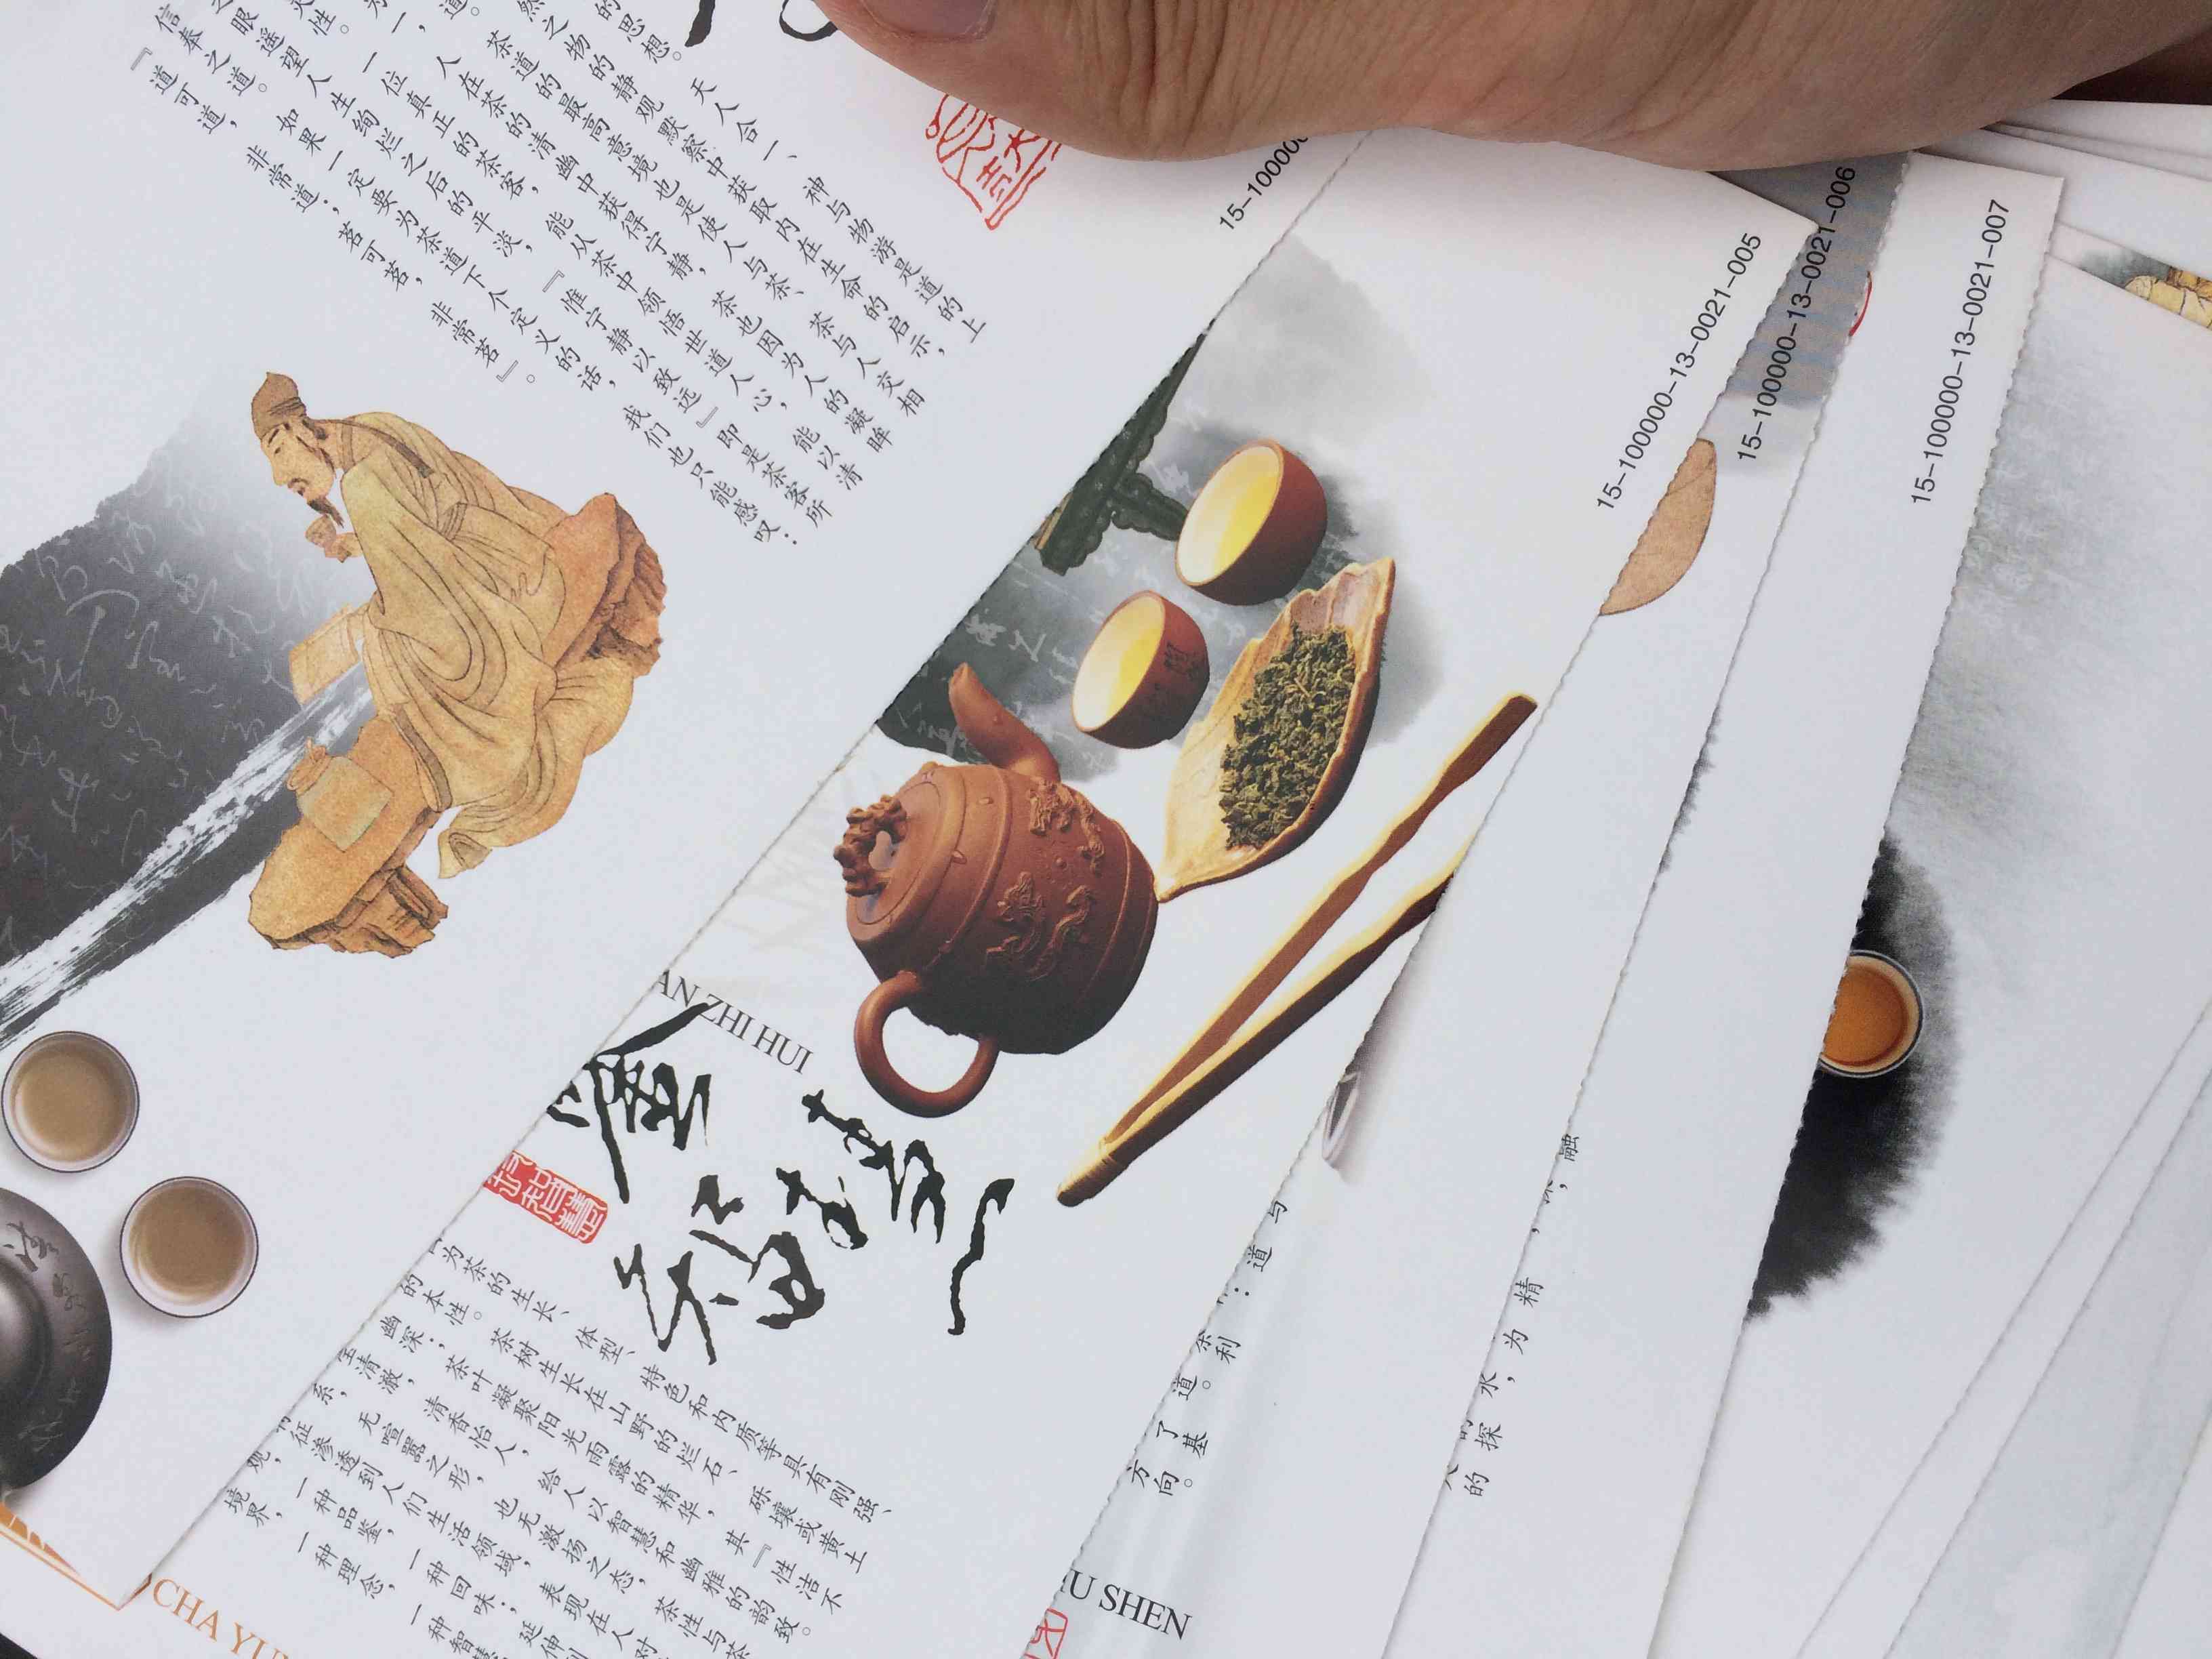 的思想。天人合一、神与物游是道的上
然之物的静观默察中获取内在生命的启示，
道。茶道的最高意境也是使人与茶、茶与人交相
为一，人在茶的清幽中获得宁静，茶也因为人的凝
灵性。一位真正的茶客，能从茶中领悟世道人心，能以清眸
之眼遥望人生绚烂之后的平淡，『惟宁静以致远』即是茶客所
信奉之道。如果一定要为茶道下个定义的话，我们也只能感叹：
『道可道，非常道；茗可茗，非常茗』。
15-10000
CHA YU
AN ZHI HUI
鉴智慧
智慧
为茶的生长、体型、特色和内质等具有刚强、
的本性。茶树生长在山野的烂石、砾壤或黄土
幽深；茶叶凝聚阳光雨露的精华，其『性洁不
清澈，清香怡人，给人以智慧和幽雅的韵致。
系，无喧嚣之形，也无激扬之态，茶性与茶
征渗透到人们生活领域，表现在人对
观，一种品鉴，一种回味；延伸到
境界，一种理念，一种智慧，
陶
15-100000-13-0021-005
U SHEN
与
：道
茶利
道。
了基
方向。
15-100000-13-0021-006
融
，
精
为
水，
探
的
15-100000-13-0021-007